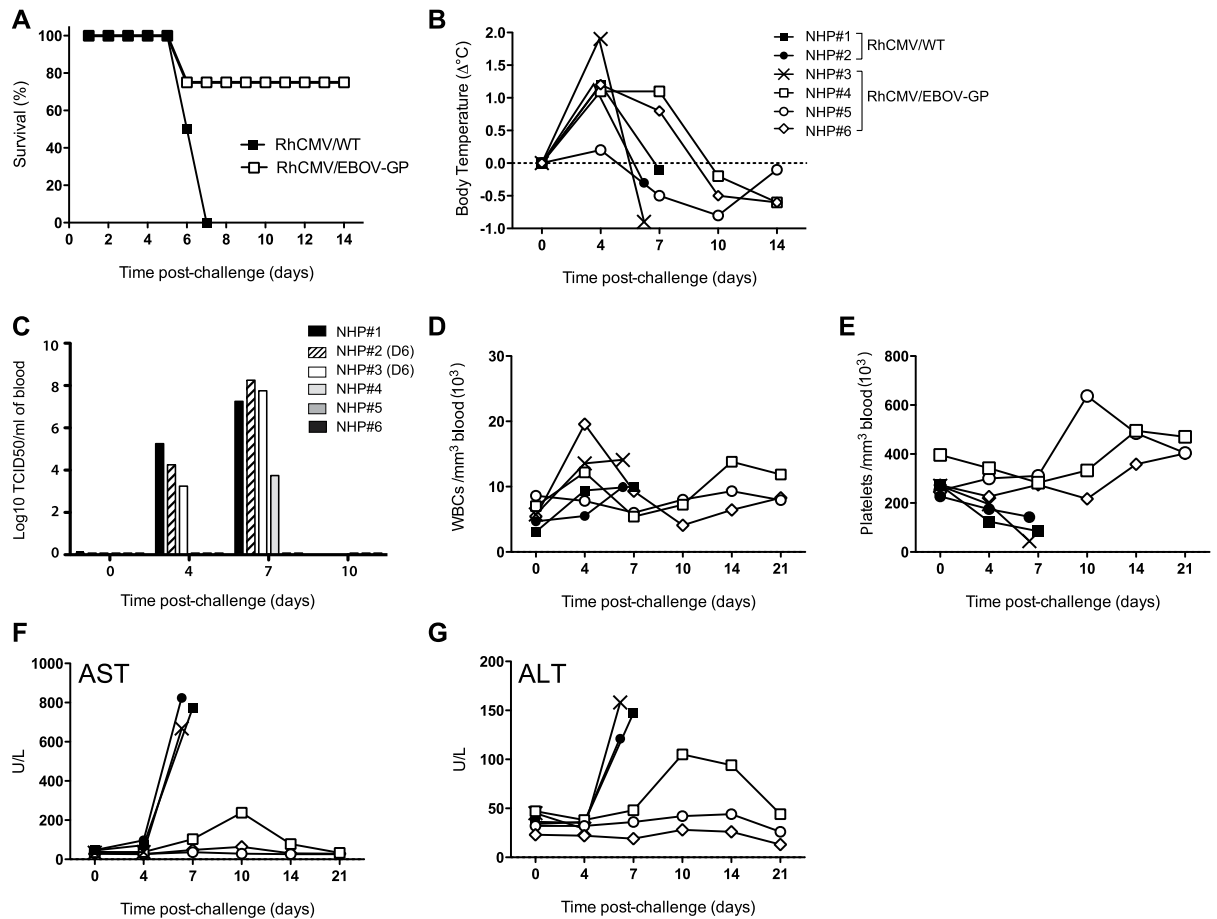 A
Survival (%)
100
80
60
40
20
0
0 2 4 6 8 10 12 14
Time post-challenge (days)
RhCMV/WT
RhCMV/EBOV-GP
B
Body Temperature (Δ°C)
2.0
1.5
1.0
0.5
0.0
-0.5
-1.0
0 4 7 10 14
Time post-challenge (days)
NHP#1
NHP#2
NHP#3
NHP#4
NHP#5
NHP#6
RhCMV/WT
RhCMV/EBOV-GP
C
Log10 TCID50/ml of blood
10
8
6
4
2
0
0 4 7 10
Time post-challenge (days)
NHP#1
NHP#2 (D6)
NHP#3 (D6)
NHP#4
NHP#5
NHP#6
D
WBCs /mm³ blood (10³)
30
20
10
0
0 4 7 10 14 21
Time post-challenge (days)
E
Platelets /mm³ blood (10³)
800
600
400
200
0
0 4 7 10 14 21
Time post-challenge (days)
F
AST
U/L
1000
800
600
400
200
0
0 4 7 10 14 21
Time post-challenge (days)
G
ALT
U/L
200
150
100
50
0
0 4 7 10 14 21
Time post-challenge (days)